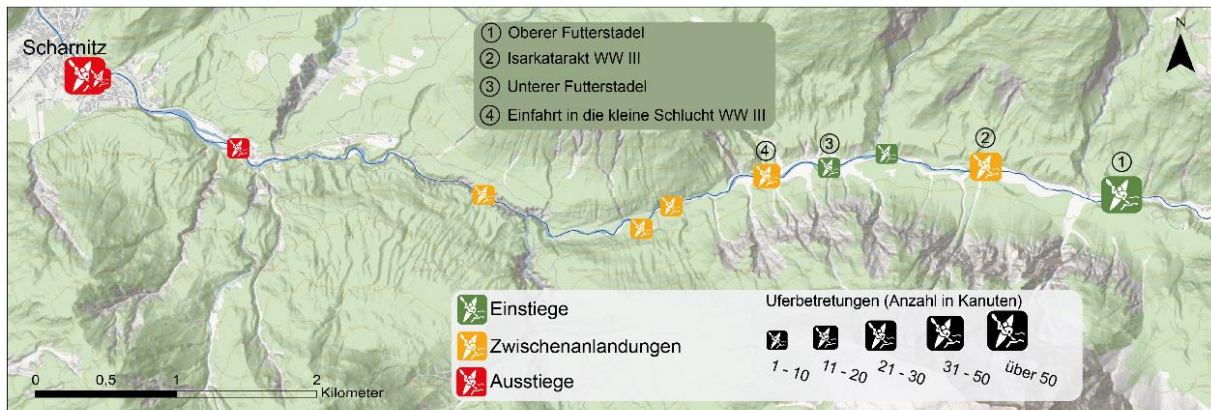 Scharnitz
① Oberer Futterstadel
② Isarkatarakt WW III
③ Unterer Futterstadel
④ Einfahrt in die kleine Schlucht WW III
N
④
③
②
①
Einstiege
Zwischenanlandungen
Ausstiege
Uferbetretungen (Anzahl in Kanuten)
1 - 10
11 - 20
21 - 30
31 - 50
über 50
0 0,5 1 2
Kilometer